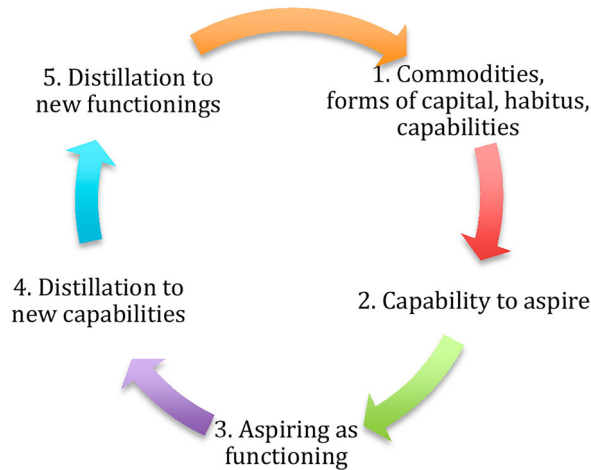 1. Commodities,
forms of capital, habitus,
capabilities
2. Capability to aspire
3. Aspiring as
functioning
4. Distillation to
new capabilities
5. Distillation to
new functionings